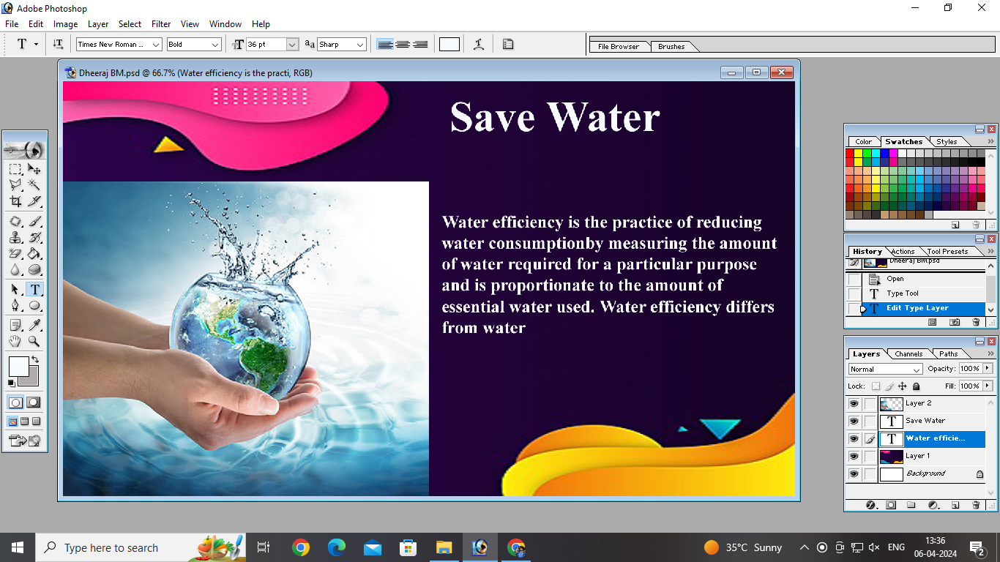 Adobe Photoshop
File Edit Image Layer Select Filter View Window Help
T Times New Roman ... Bold 36 pt aa Sharp File Browser Brushes
Dheeraj BM.psd @ 66.7% (Water efficiency is the practi, RGB)
Save Water
Water efficiency is the practice of reducing
water consumptionby measuring the amount
of water required for a particular purpose
and is proportionate to the amount of
essential water used. Water efficiency differs
from water
Color Swatches Styles
History Actions Tool Presets
Dheeraj BM.psd
Open
Type Tool
Edit Type Layer
Layers Channels Paths
Normal Opacity: 100%
Lock: Fill: 100%
Layer 2
Save Water
Water efficie...
Layer 1
Background
Type here to search
35°C Sunny
ENG
13:36
06-04-2024
2